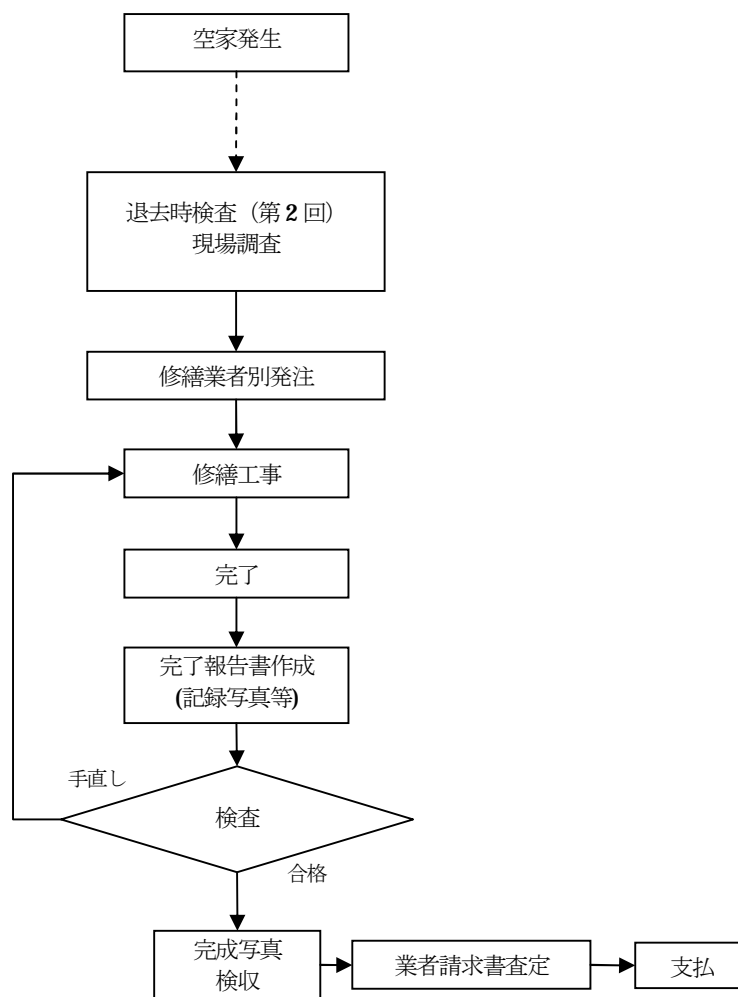 空家発生
退去時検査（第2回）
現場調査
修繕業者別発注
修繕工事
完了
完了報告書作成
(記録写真等)
手直し
検査
合格
完成写真
検収
業者請求書査定
支払